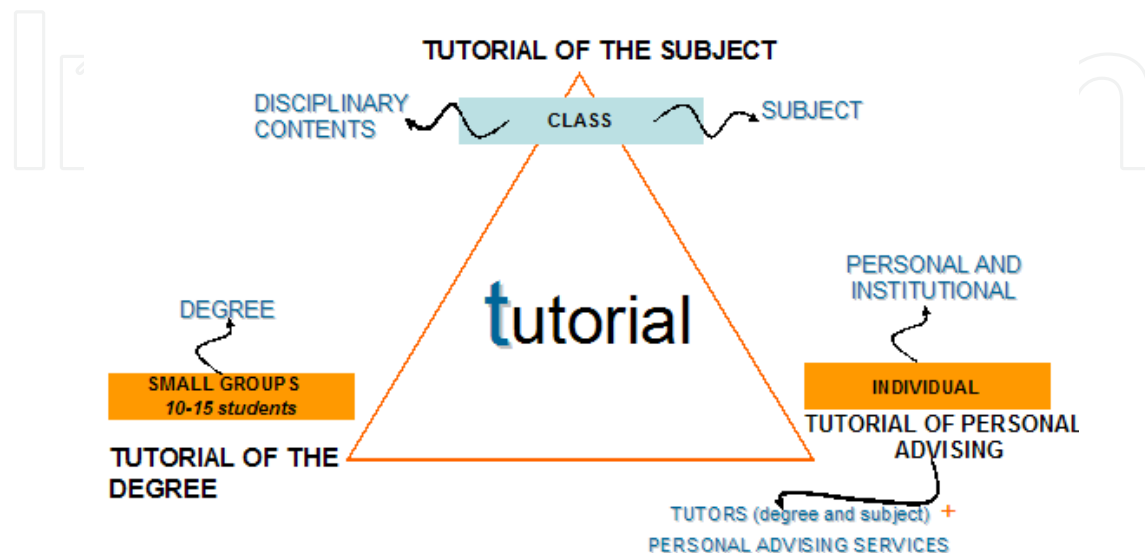 TUTORIAL OF THE SUBJECT
DISCIPLINARY
CONTENTS
CLASS
SUBJECT
PERSONAL AND
INSTITUTIONAL
DEGREE
tutorial
SMALL GROUPS
10-15 students
INDIVIDUAL
TUTORIAL OF PERSONAL
ADVISING
TUTORIAL OF THE
DEGREE
TUTORS (degree and subject) +
PERSONAL ADVISING SERVICES